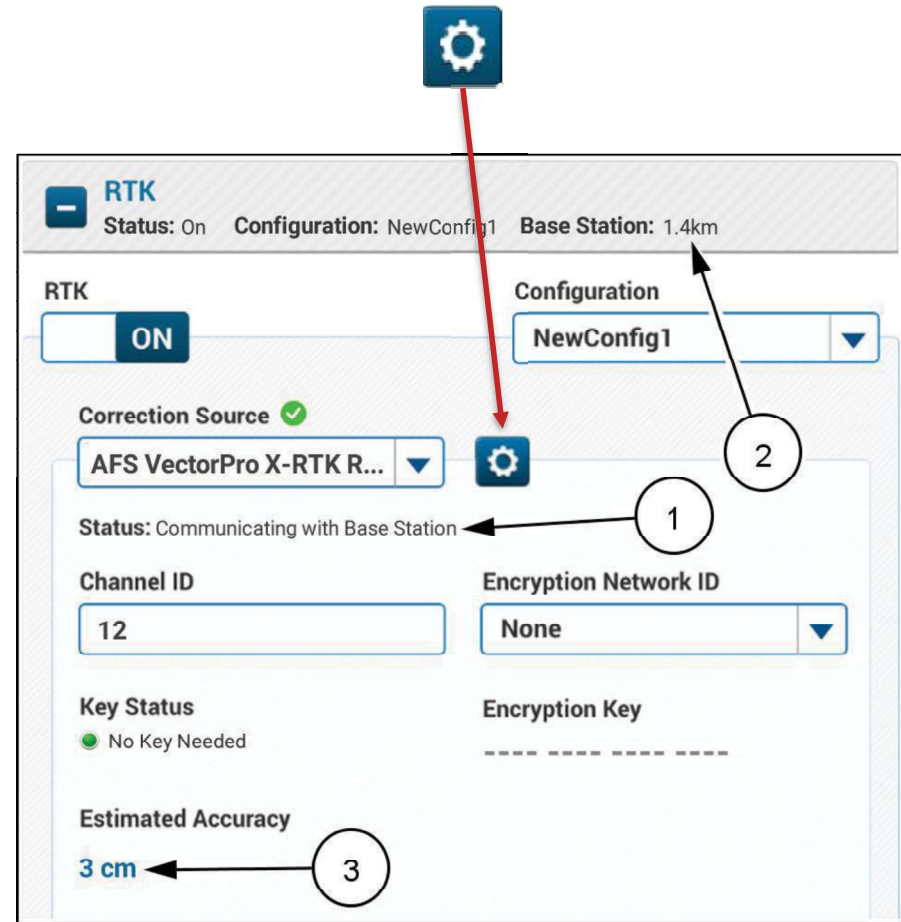 RTK
Status: On Configuration: NewConfig1 Base Station: 1.4km
RTK
Configuration
ON
NewConfig1
2
Correction Source
AFS VectorPro X-RTK R...
1
Status: Communicating with Base Station
Channel ID
Encryption Network ID
12
None
Key Status
Encryption Key
No Key Needed
---- ---- ---- ----
Estimated Accuracy
3 cm
3